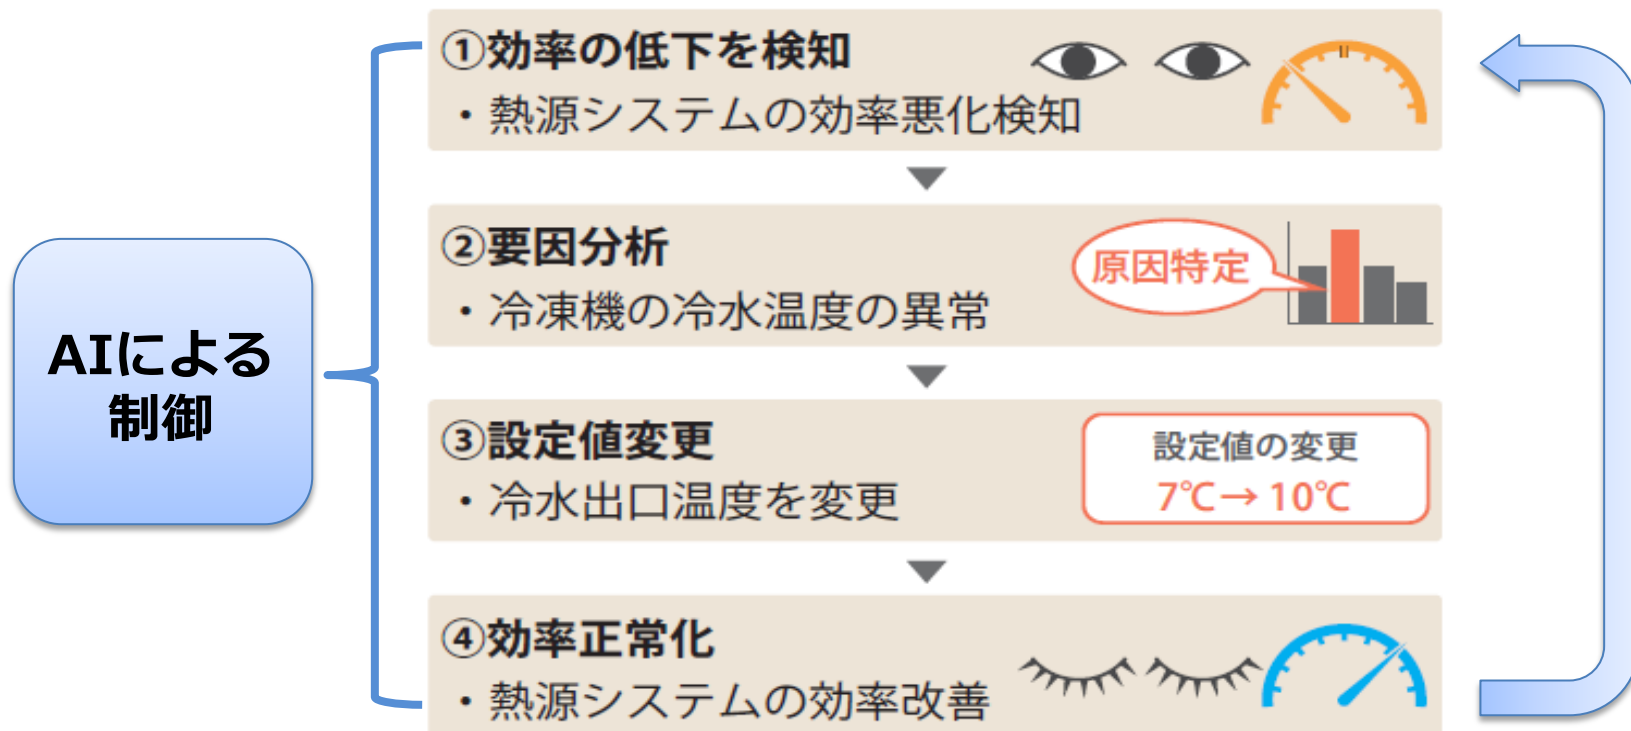 ①効率の低下を検知
・熱源システムの効率悪化検知
②要因分析
・冷凍機の冷水温度の異常
原因特定
AIによる
制御
③設定値変更
・冷水出口温度を変更
設定値の変更
7℃→10℃
④効率正常化
・熱源システムの効率改善